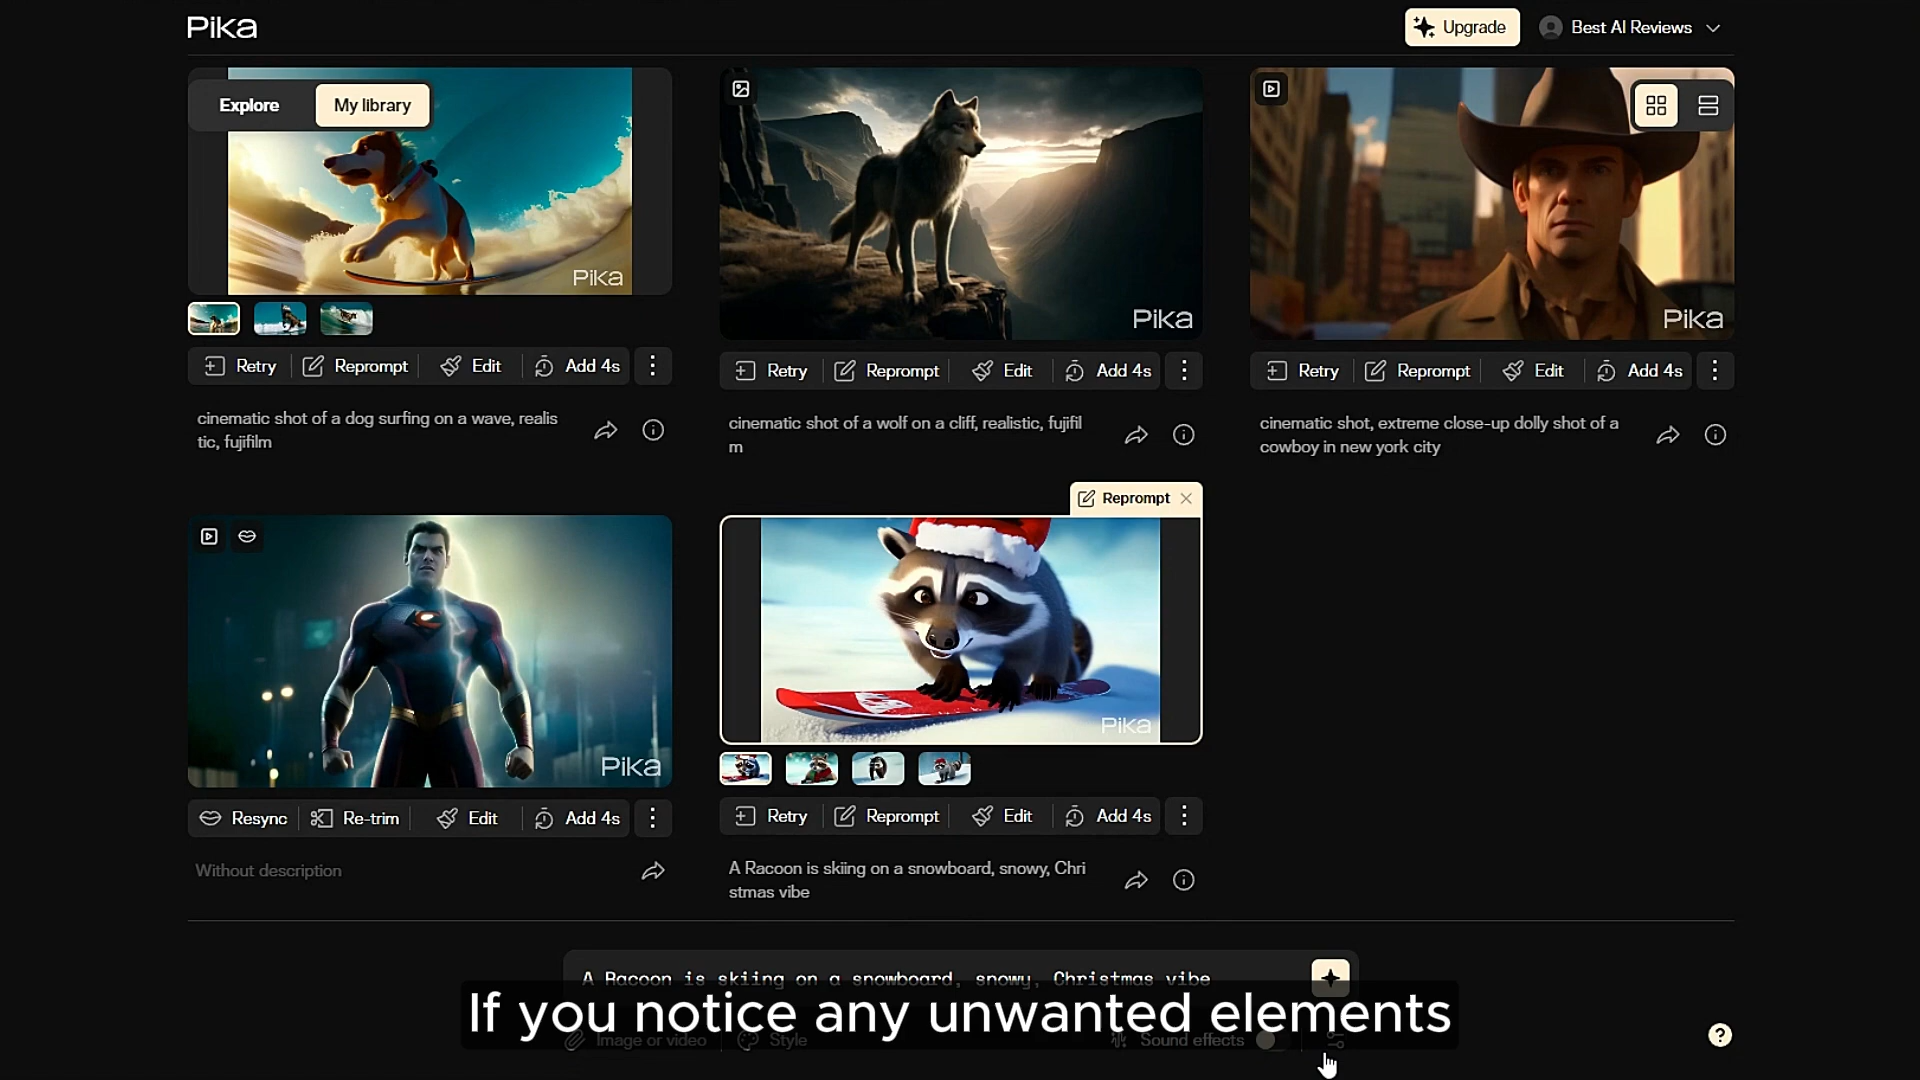 Pika
Upgrade
Best AI Reviews
Explore
My library
Pika
Pika
Pika
Retry
Reprompt
Edit
Add 4s
Retry
Reprompt
Edit
Add 4s
Retry
Reprompt
Edit
Add 4s
cinematic shot of a dog surfing on a wave, realis
tic, fujifilm
cinematic shot of a wolf on a cliff, realistic, fujifil
m
cinematic shot, extreme close-up dolly shot of a
cowboy in new york city
Reprompt
Pika
Pika
Resync
Re-trim
Edit
Add 4s
Retry
Reprompt
Edit
Add 4s
Without description
A Racoon is skiing on a snowboard, snowy, Chri
stmas vibe
A Racoon is skiing on a snowboard, snowy, Christmas vibe
If you notice any unwanted elements
Image or video
Style
Sound effects
?